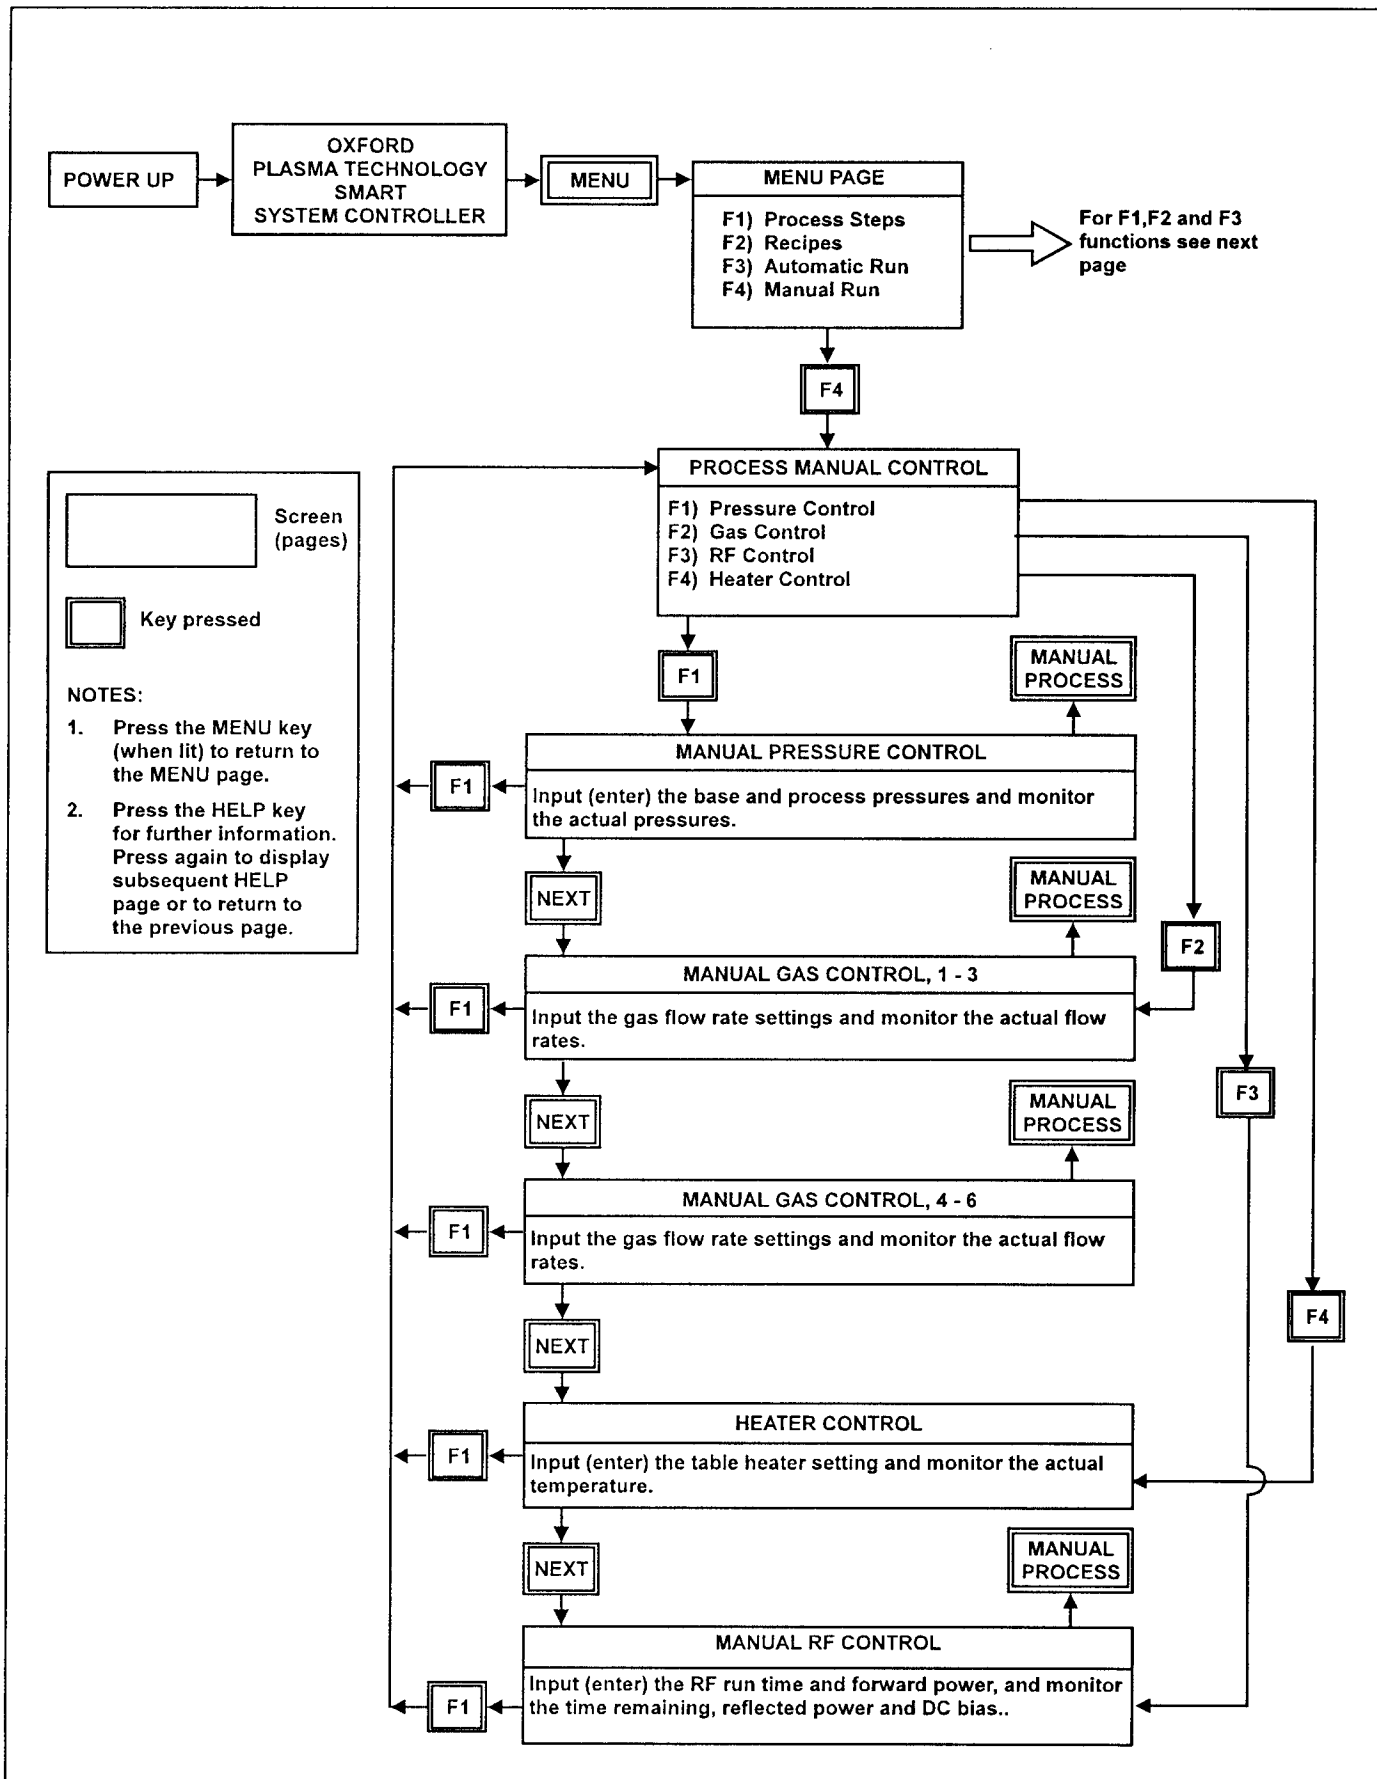 POWER UP
OXFORD
PLASMA TECHNOLOGY
SMART
SYSTEM CONTROLLER
MENU
MENU PAGE
F1) Process Steps
F2) Recipes
F3) Automatic Run
F4) Manual Run
For F1,F2 and F3
functions see next
page
F4
PROCESS MANUAL CONTROL
F1) Pressure Control
F2) Gas Control
F3) RF Control
F4) Heater Control
Screen
(pages)
Key pressed
NOTES:
1. Press the MENU key
(when lit) to return to
the MENU page.
2. Press the HELP key
for further information.
Press again to display
subsequent HELP
page or to return to
the previous page.
F1
MANUAL
PROCESS
MANUAL PRESSURE CONTROL
Input (enter) the base and process pressures and monitor
the actual pressures.
F1
NEXT
MANUAL
PROCESS
F2
MANUAL GAS CONTROL, 1 - 3
Input the gas flow rate settings and monitor the actual flow
rates.
F1
F3
NEXT
MANUAL
PROCESS
MANUAL GAS CONTROL, 4 - 6
Input the gas flow rate settings and monitor the actual flow
rates.
F1
F4
NEXT
HEATER CONTROL
Input (enter) the table heater setting and monitor the actual
temperature.
F1
NEXT
MANUAL
PROCESS
MANUAL RF CONTROL
Input (enter) the RF run time and forward power, and monitor
the time remaining, reflected power and DC bias..
F1